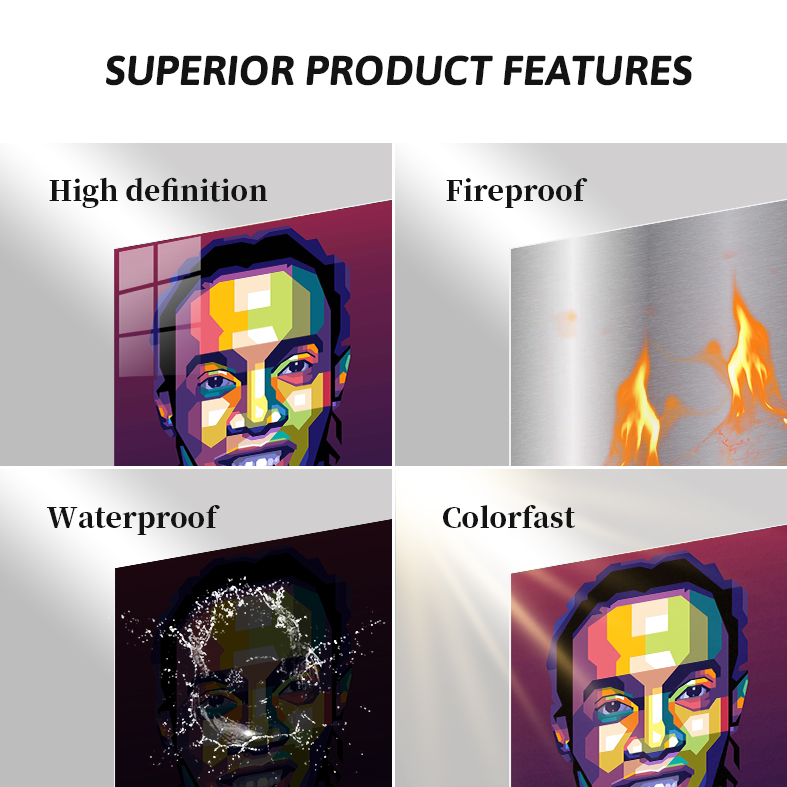 SUPERIOR PRODUCT FEATURES
High definition
Fireproof
Waterproof
Colorfast